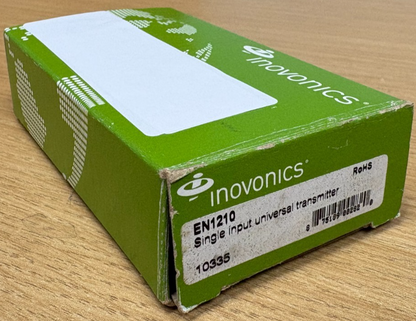 inovonics
inovonics
EN1210
RoHS
Single input universal transmitter
10335